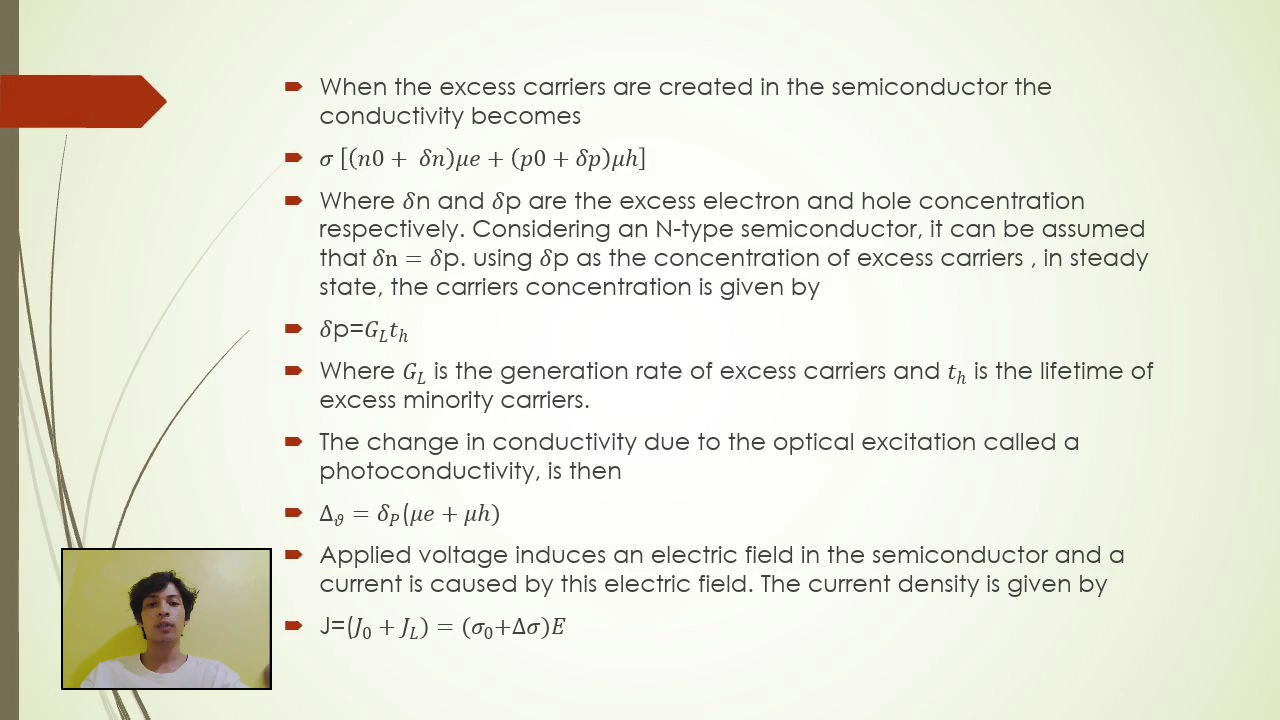 When the excess carriers are created in the semiconductor the
conductivity becomes
σ [(n0 + δn)μe + (p0 + δp)μh]
Where δn and δp are the excess electron and hole concentration
respectively. Considering an N-type semiconductor, it can be assumed
that δn = δp. using δp as the concentration of excess carriers , in steady
state, the carriers concentration is given by
δp=G_L t_h
Where G_L is the generation rate of excess carriers and t_h is the lifetime of
excess minority carriers.
The change in conductivity due to the optical excitation called a
photoconductivity, is then
Δ_ϑ = δ_P(μe + μh)
Applied voltage induces an electric field in the semiconductor and a
current is caused by this electric field. The current density is given by
J=(J_0 + J_L) = (σ_0+Δσ)E